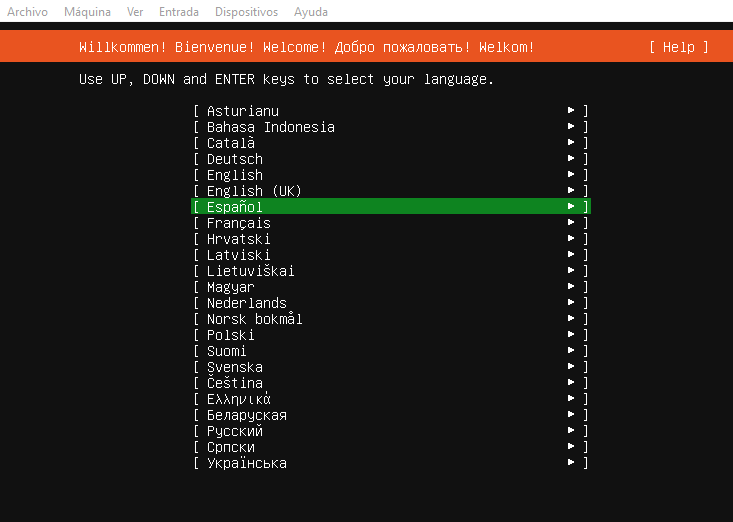 Archivo Máquina Ver Entrada Dispositivos Ayuda
Willkommen! Bienvenue! Welcome! Добро пожаловать! Welkom! [ Help ]
Use UP, DOWN and ENTER keys to select your language.
[ Asturianu ► ]
[ Bahasa Indonesia ► ]
[ Català ► ]
[ Deutsch ► ]
[ English ► ]
[ English (UK) ► ]
[ Español ► ]
[ Français ► ]
[ Hrvatski ► ]
[ Latviski ► ]
[ Lietuviškai ► ]
[ Magyar ► ]
[ Nederlands ► ]
[ Norsk bokmål ► ]
[ Polski ► ]
[ Suomi ► ]
[ Svenska ► ]
[ Čeština ► ]
[ Ελληνικά ► ]
[ Беларуская ► ]
[ Русский ► ]
[ Српски ► ]
[ Українська ► ]